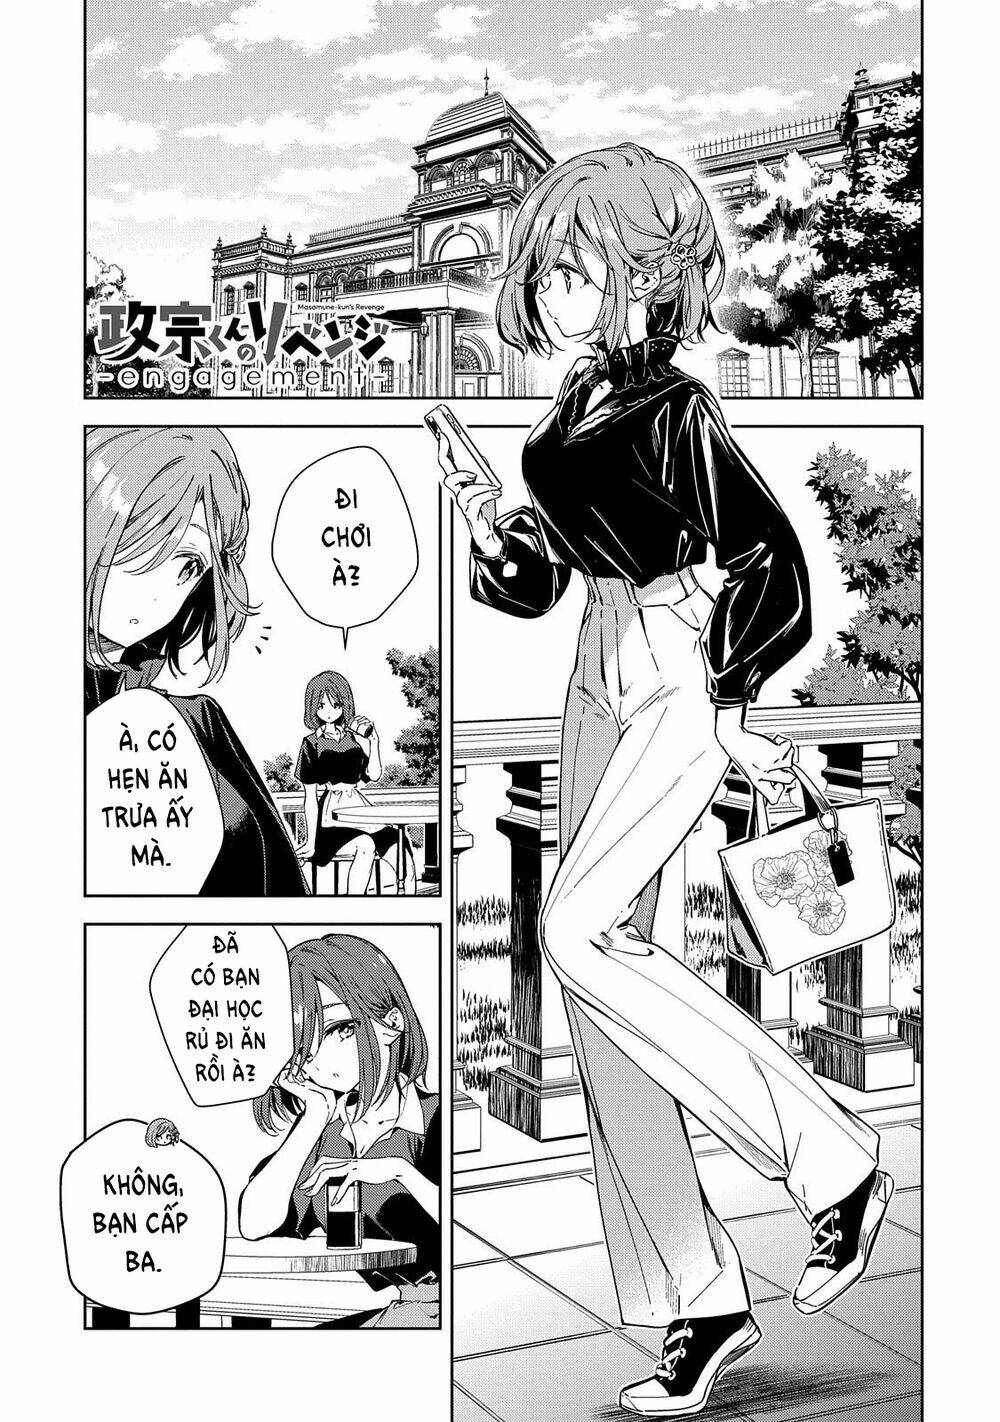 Masamune-kun's Revenge
政宗くんのリベンジ
-engagement-
ĐI
CHƠI
À?
À, CÓ
HẸN ĂN
TRƯA ẤY
MÀ.
ĐÃ
CÓ BẠN
ĐẠI HỌC
RỦ ĐI ĂN
RỒI À?
KHÔNG,
BẠN CẤP
BA.